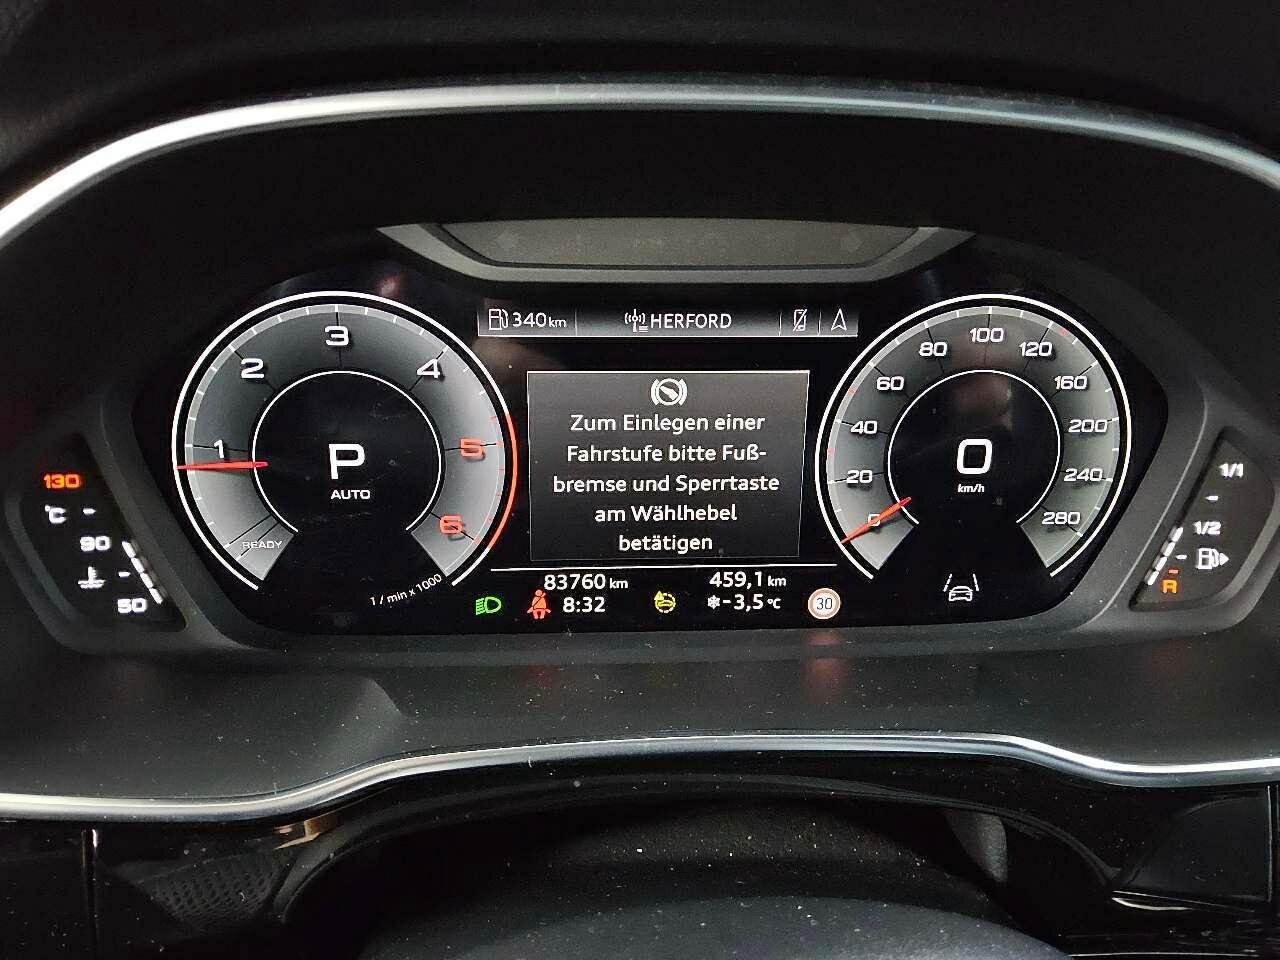 340 km
HERFORD
3
2
4
1
5
6
P
AUTO
READY
1 / min x 1000
Zum Einlegen einer
Fahrstufe bitte Fuß-
bremse und Sperrtaste
am Wählhebel
betätigen
100
80
120
60
160
40
200
20
240
0
280
0
km/h
130
°C
90
50
1/1
1/2
R
83760 km
459,1 km
8:32
-3,5 °C
30